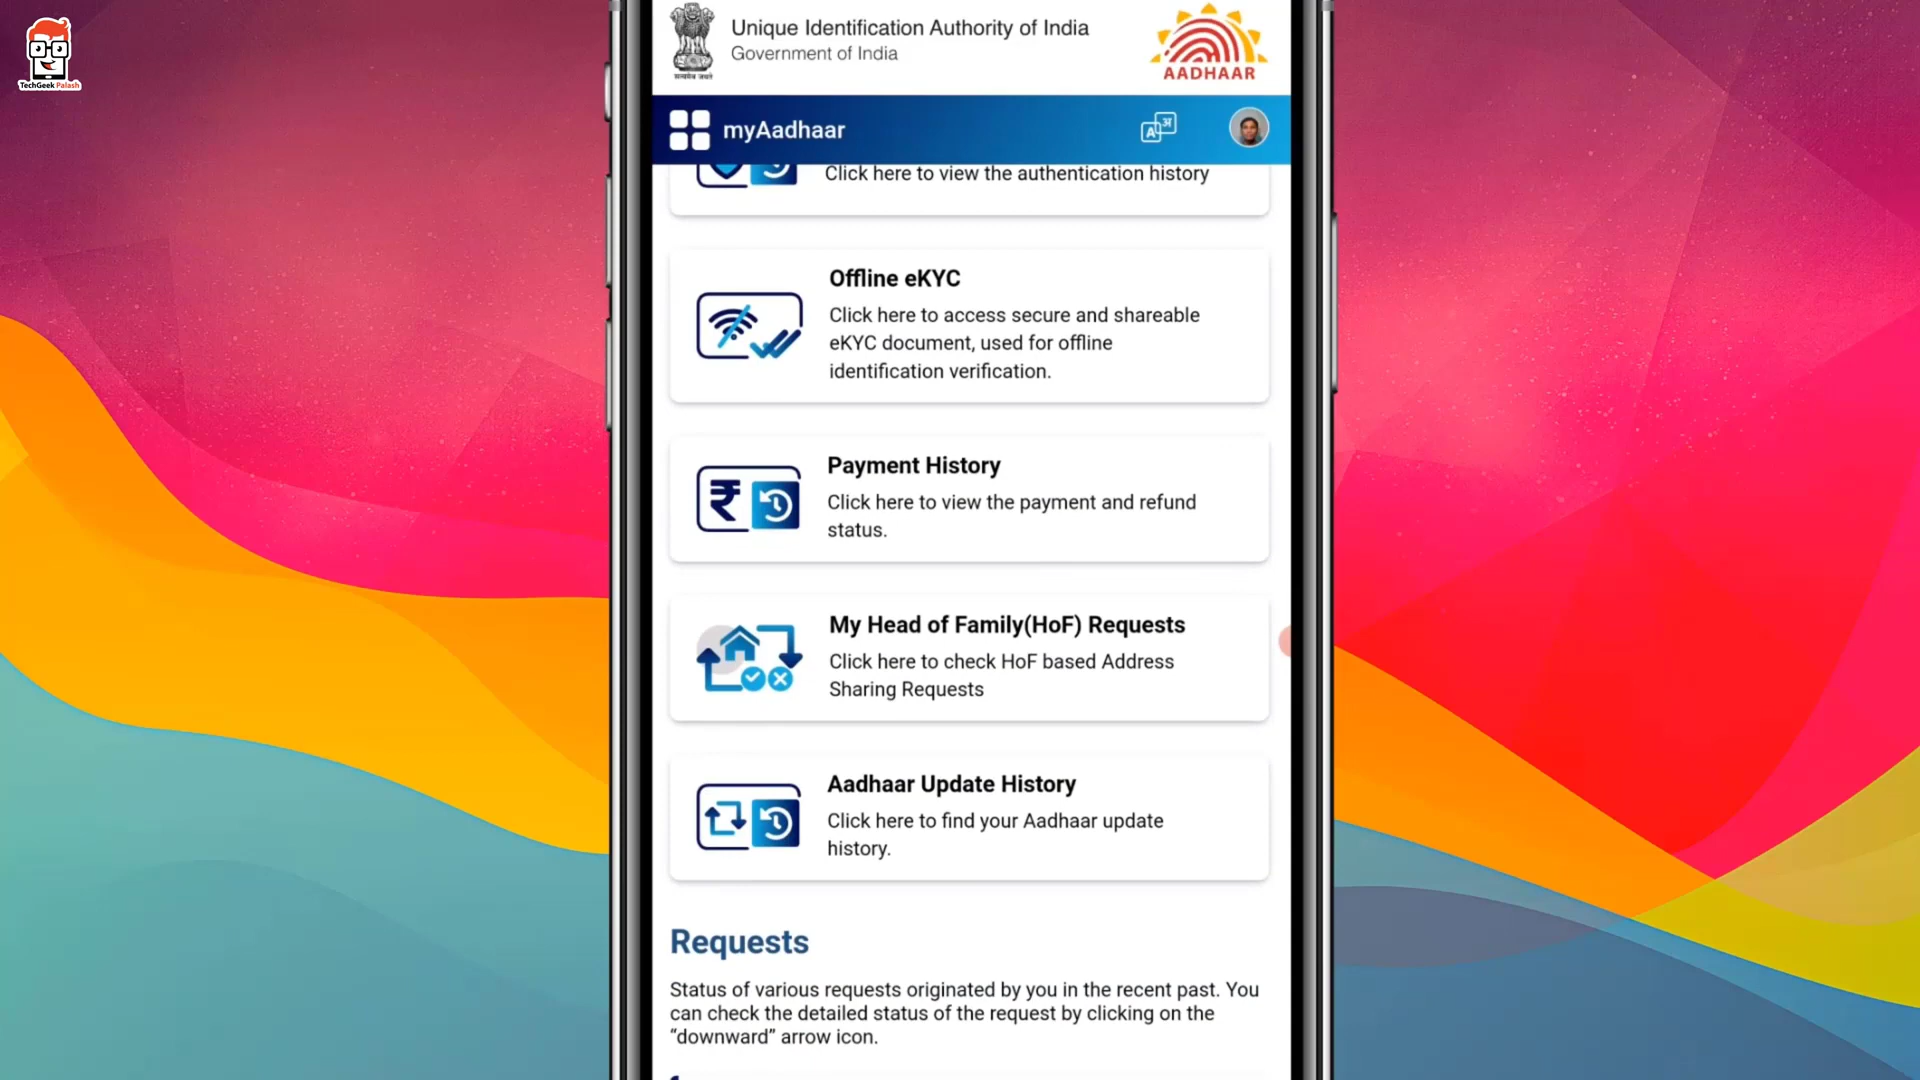 TechGeek Palash
सत्यमेव जयते
Unique Identification Authority of India
Government of India
AADHAAR
myAadhaar
A अ
Click here to view the authentication history
Offline eKYC
Click here to access secure and shareable
eKYC document, used for offline
identification verification.
Payment History
₹
Click here to view the payment and refund
status.
My Head of Family(HoF) Requests
Click here to check HoF based Address
Sharing Requests
Aadhaar Update History
Click here to find your Aadhaar update
history.
Requests
Status of various requests originated by you in the recent past. You
can check the detailed status of the request by clicking on the
“downward” arrow icon.